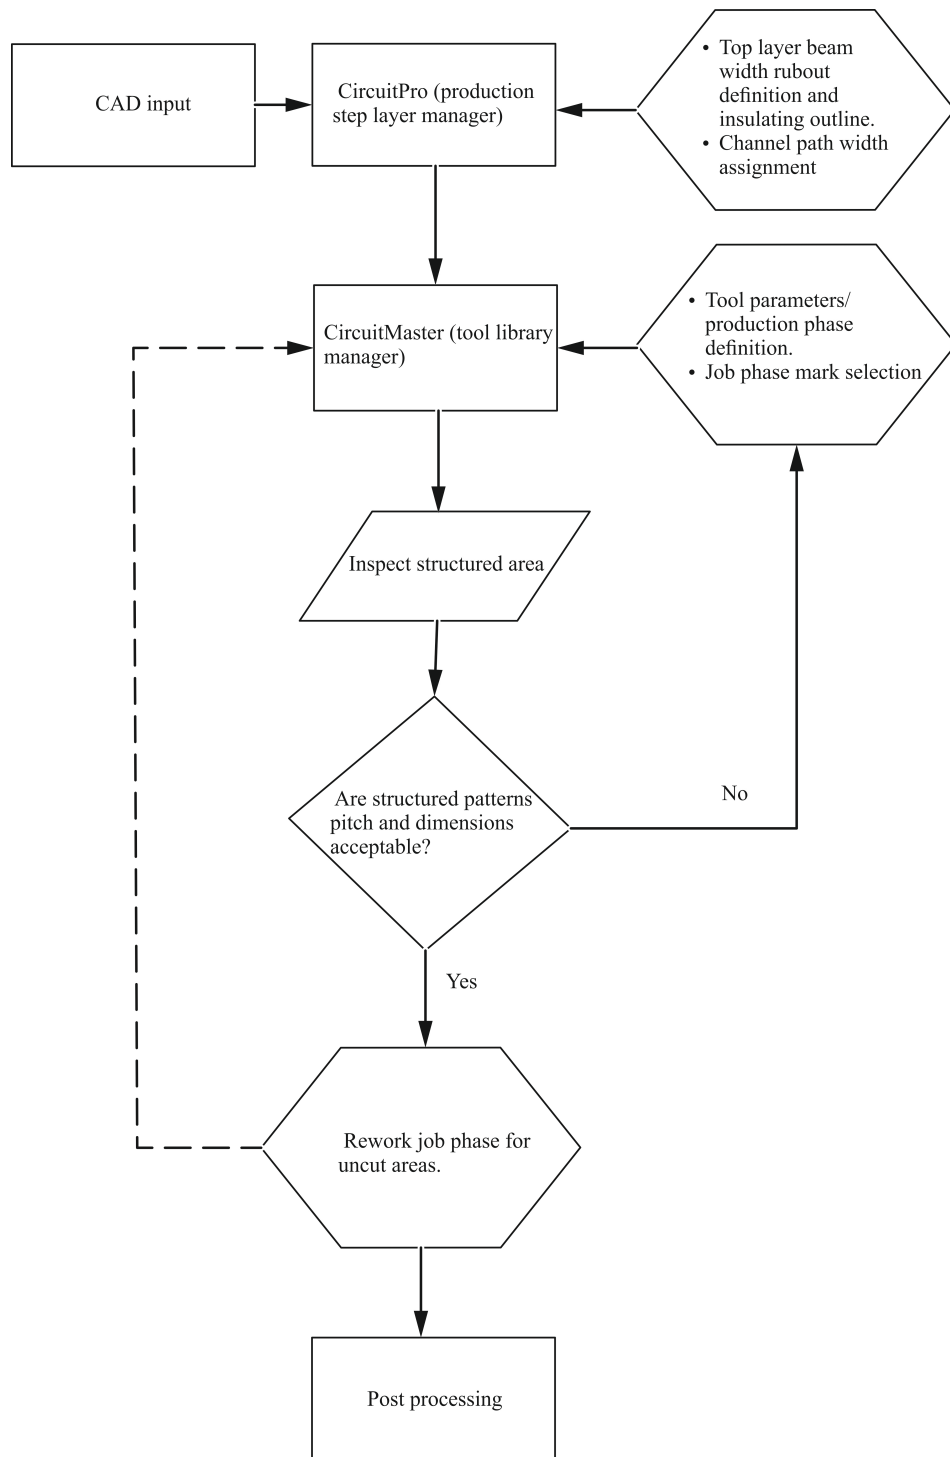 CAD input
CircuitPro (production
step layer manager)
• Top layer beam
width rubout
definition and
insulating outline.
• Channel path width
assignment
CircuitMaster (tool library
manager)
• Tool parameters/
production phase
definition.
• Job phase mark selection
Inspect structured area
Are structured patterns
pitch and dimensions
acceptable?
No
Yes
Rework job phase for
uncut areas.
Post processing